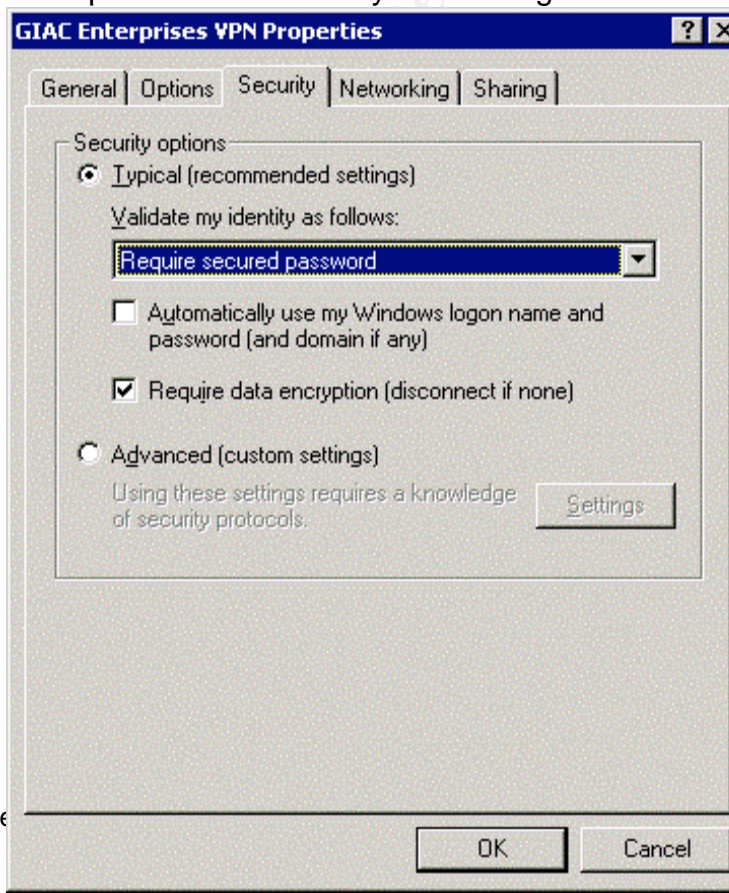 GIAC Enterprises VPN Properties
General Options Security Networking Sharing
Security options
Typical (recommended settings)
Validate my identity as follows:
Require secured password
Automatically use my Windows logon name and
password (and domain if any)
Require data encryption (disconnect if none)
Advanced (custom settings)
Using these settings requires a knowledge
of security protocols.
Settings
OK Cancel